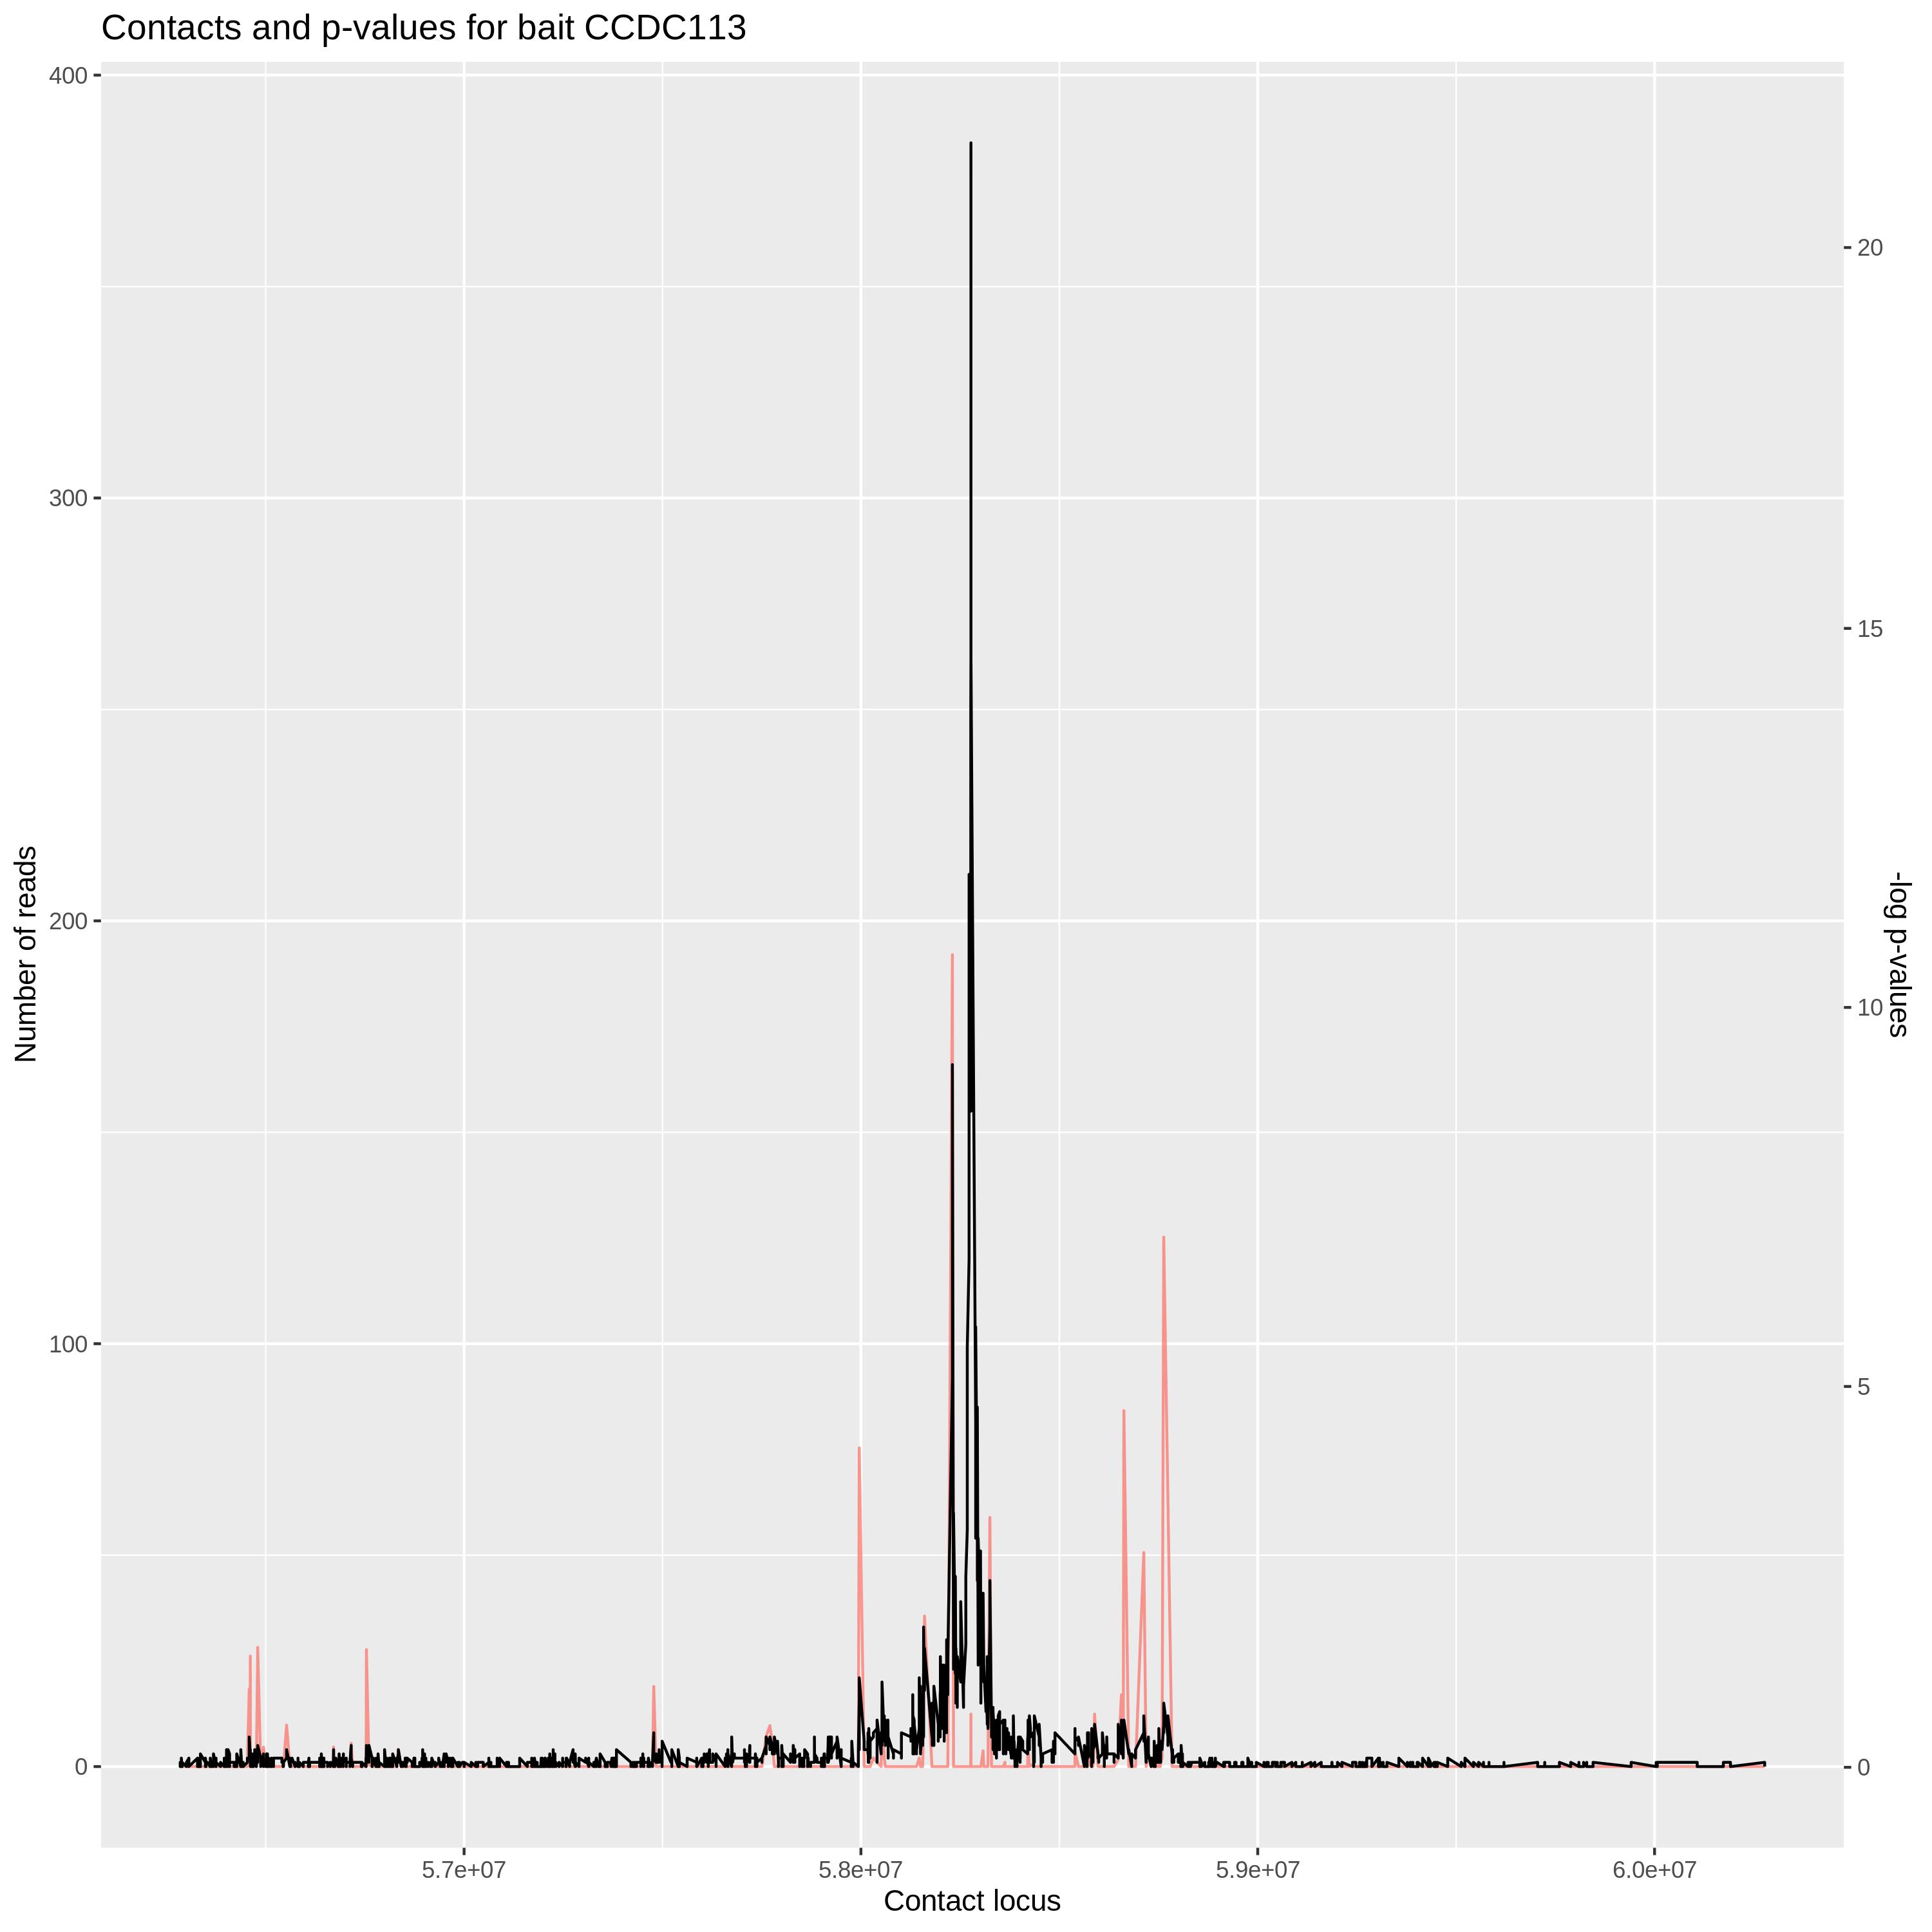 Contacts and p-values for bait CCDC113
400
300
200
100
0
Number of reads
20
15
10
5
0
-log p-values
5.7e+07
5.8e+07
5.9e+07
6.0e+07
Contact locus